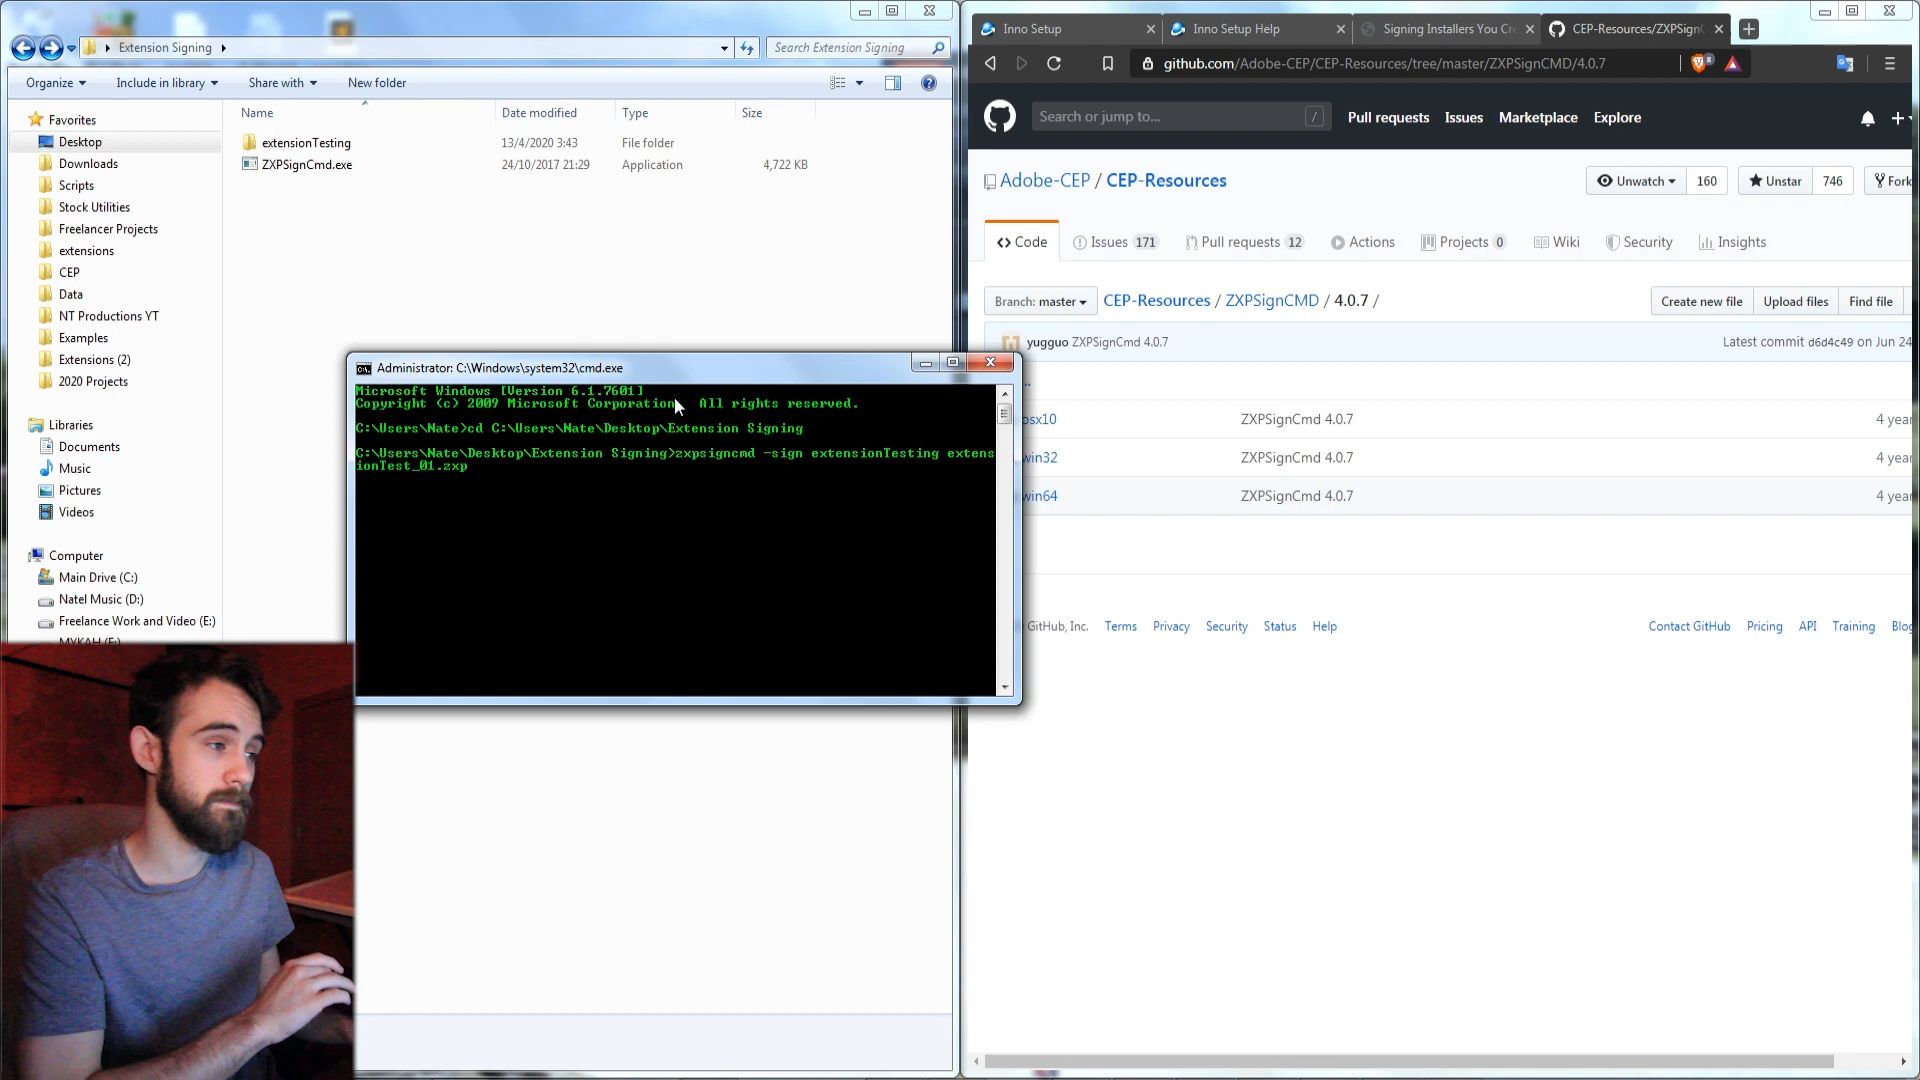 Extension Signing
Search Extension Signing
Organize
Include in library
Share with
New folder
Name
Date modified
Type
Size
Favorites
Desktop
Downloads
Scripts
Stock Utilities
Freelancer Projects
extensions
CEP
Data
NT Productions YT
Examples
Extensions (2)
2020 Projects
Libraries
Documents
Music
Pictures
Videos
Computer
Main Drive (C:)
Natel Music (D:)
Freelance Work and Video (E:)
extensionTesting
13/4/2020 3:43
File folder
ZXPSignCmd.exe
24/10/2017 21:29
Application
4,722 KB
Administrator: C:\Windows\system32\cmd.exe
Microsoft Windows [Version 6.1.7601]
Copyright (c) 2009 Microsoft Corporation. All rights reserved.
C:\Users\Nate>cd C:\Users\Nate\Desktop\Extension Signing
C:\Users\Nate\Desktop\Extension Signing>zxpsigncmd -sign extensionTesting extens
ionTest_01.zxp
Inno Setup
Inno Setup Help
Signing Installers You Cre
CEP-Resources/ZXPSign
github.com/Adobe-CEP/CEP-Resources/tree/master/ZXPSignCMD/4.0.7
Search or jump to...
/
Pull requests
Issues
Marketplace
Explore
Adobe-CEP / CEP-Resources
Unwatch
160
Unstar
746
Fork
Code
Issues 171
Pull requests 12
Actions
Projects 0
Wiki
Security
Insights
Branch: master
CEP-Resources / ZXPSignCMD / 4.0.7 /
Create new file
Upload files
Find file
yugguo ZXPSignCmd 4.0.7
Latest commit d6d4c49 on Jun 24
..
osx10
ZXPSignCmd 4.0.7
4 year
win32
ZXPSignCmd 4.0.7
4 year
win64
ZXPSignCmd 4.0.7
4 year
GitHub, Inc.
Terms
Privacy
Security
Status
Help
Contact GitHub
Pricing
API
Training
Blog